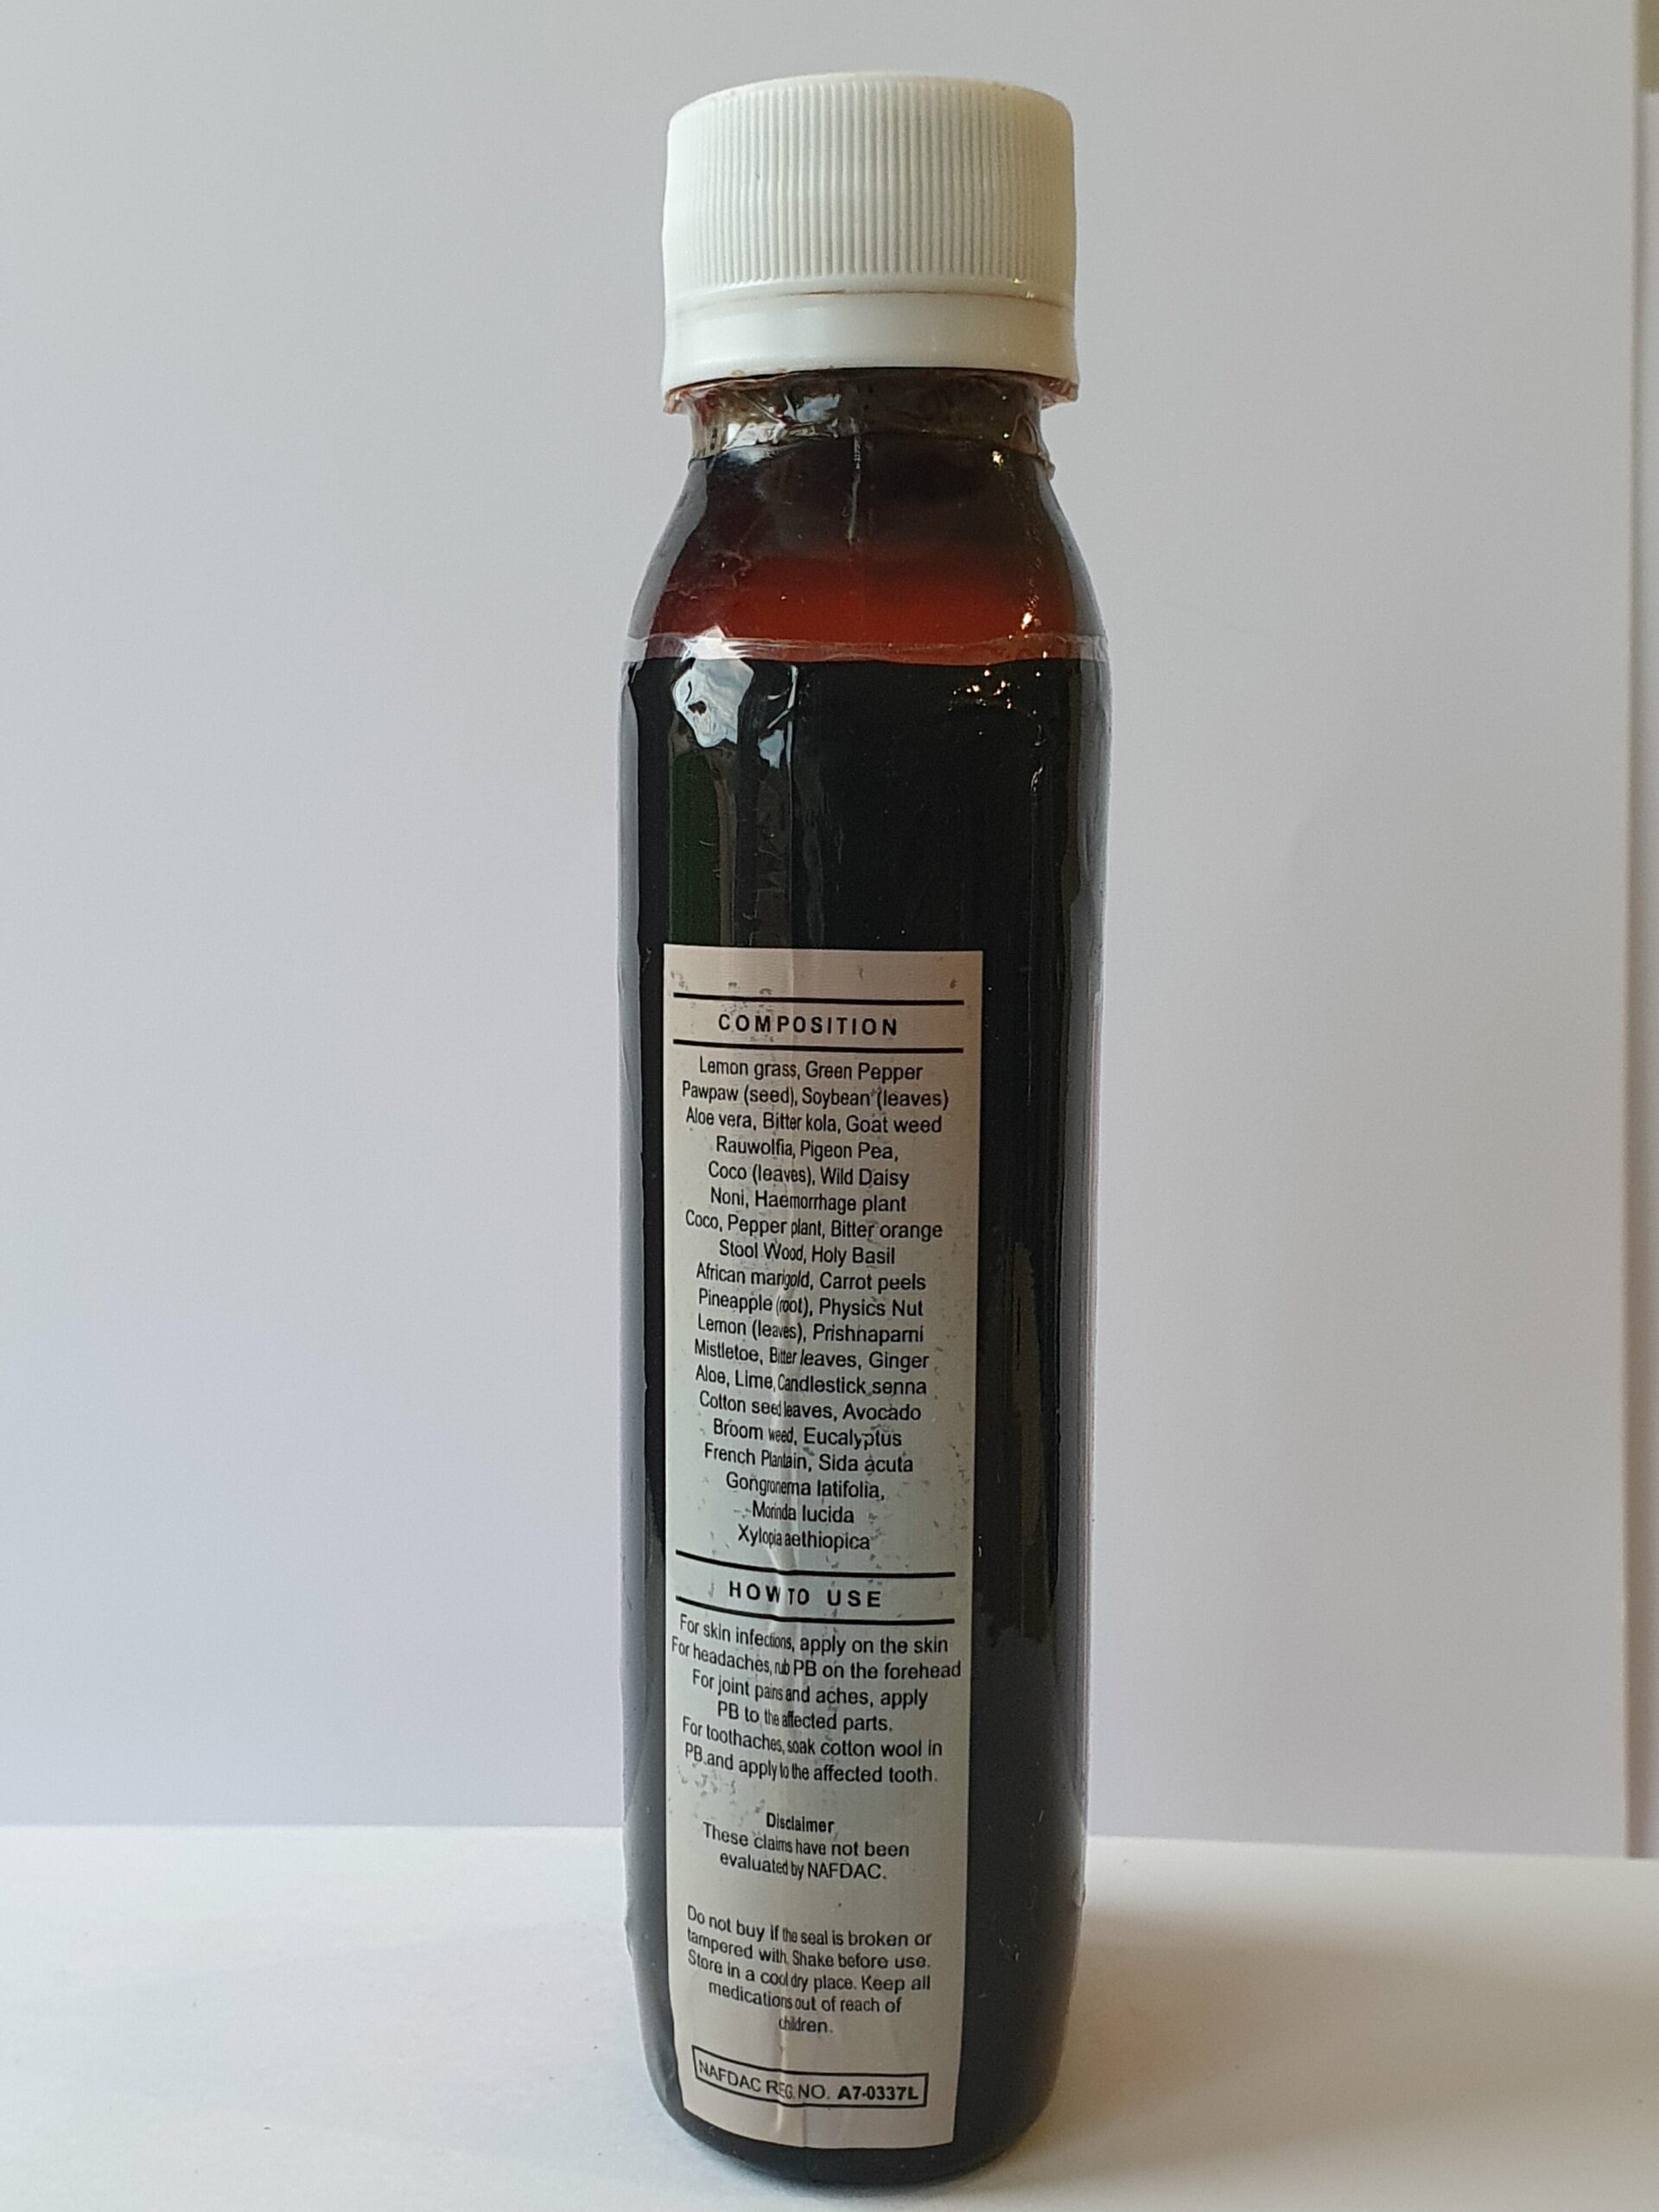 COMPOSITION
Lemon grass, Green Pepper
Pawpaw (seed), Soybean (leaves)
Aloe vera, Bitter kola, Goat weed
Rauwolfia, Pigeon Pea,
Coco (leaves), Wild Daisy
Noni, Haemorrhage plant
Coco, Pepper plant, Bitter orange
Stool Wood, Holy Basil
African marigold, Carrot peels
Pineapple (root), Physics Nut
Lemon (leaves), Prishnaparni
Mistletoe, Bitter leaves, Ginger
Aloe, Lime, Candlestick senna
Cotton seed leaves, Avocado
Broom weed, Eucalyptus
French Plantain, Sida acuta
Gongronema latifolia,
Morinda lucida
Xylopia aethiopica
HOW TO USE
For skin infections, apply on the skin
For headaches, rub PB on the forehead
For joint pains and aches, apply
PB to the affected parts.
For toothaches, soak cotton wool in
PB and apply to the affected tooth.
Disclaimer
These claims have not been
evaluated by NAFDAC.
Do not buy if the seal is broken or
tampered with. Shake before use.
Store in a cool dry place. Keep all
medications out of reach of
children.
NAFDAC REG. NO. A7-0337L